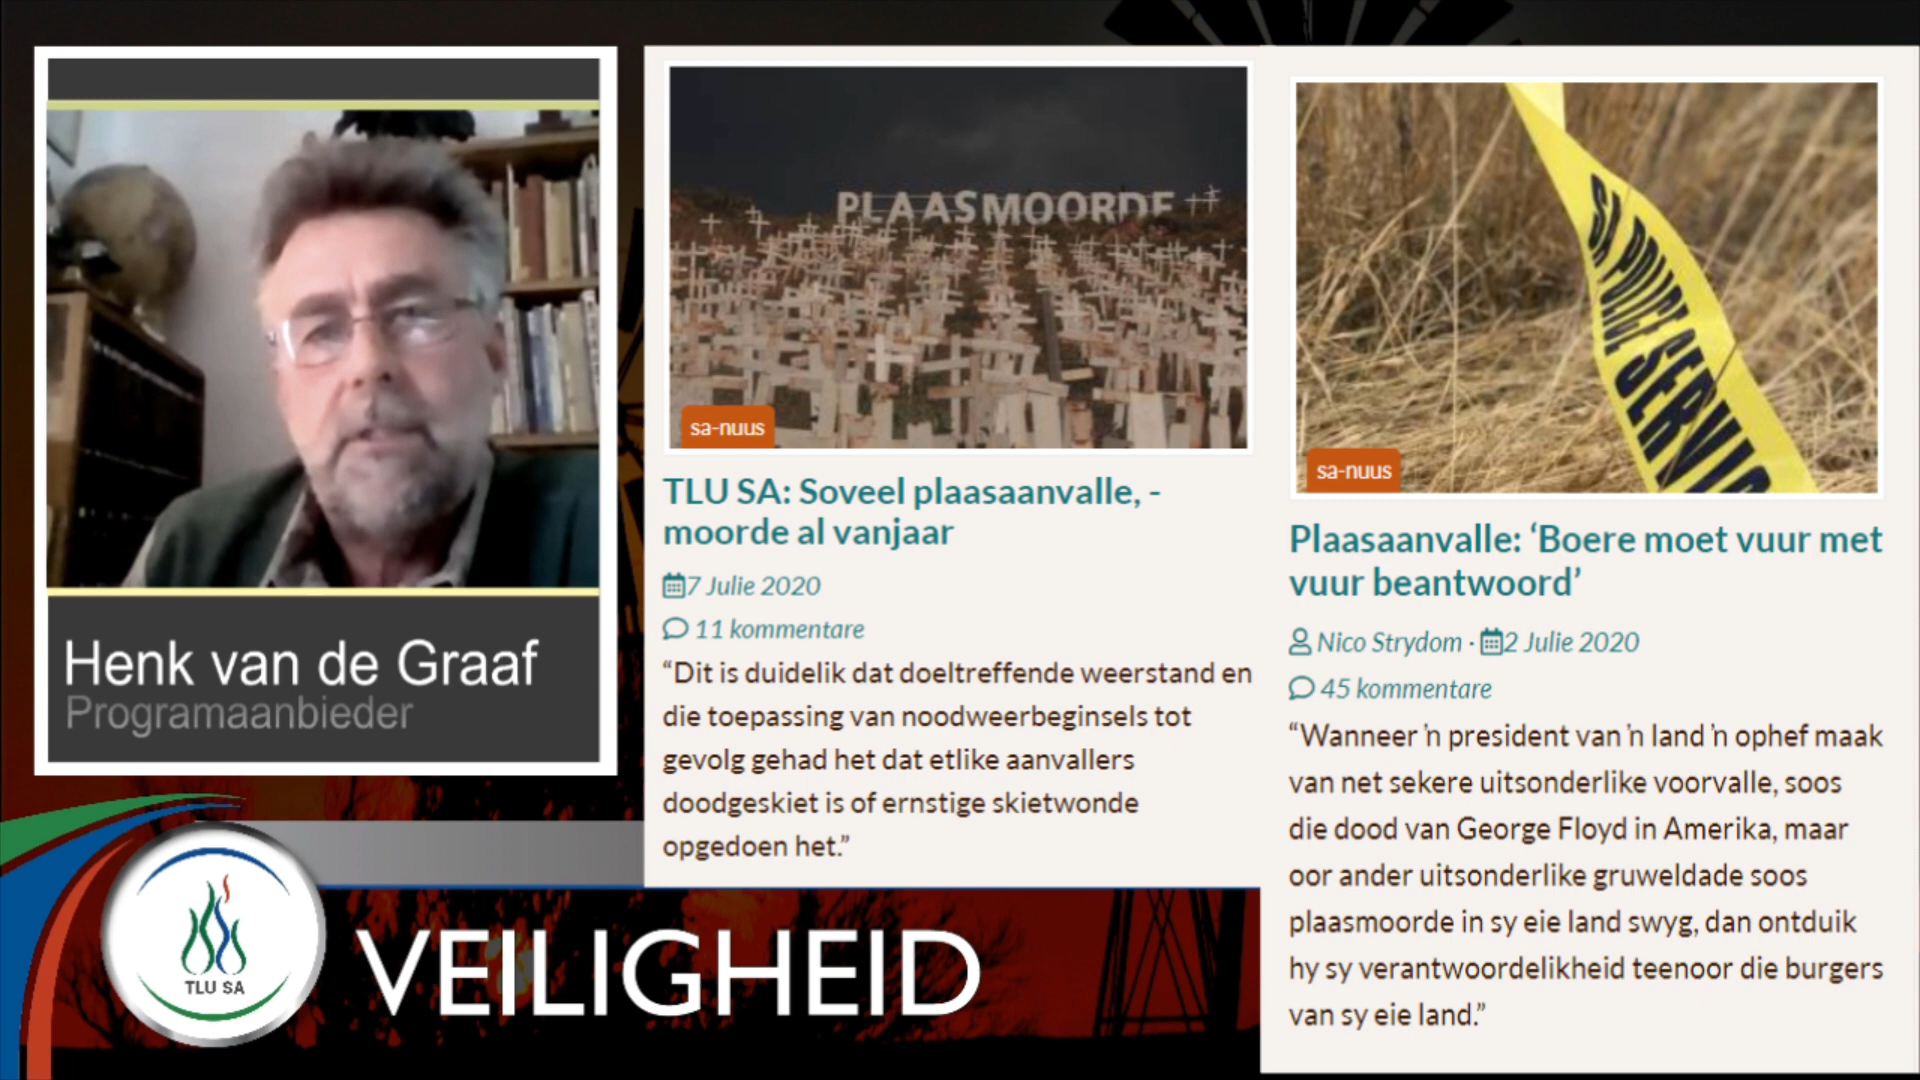 Henk van de Graaf
Programaanbieder
TLU SA
VEILIGHEID
PLAASMOORDE
sa-nuus
TLU SA: Soveel plaasaanvalle, -
moorde al vanjaar
7 Julie 2020
11 kommentare
“Dit is duidelik dat doeltreffende weerstand en
die toepassing van noodweerbeginsels tot
gevolg gehad het dat etlike aanvallers
doodgeskiet is of ernstige skietwonde
opgedoen het.”
POLICE SERVIC
sa-nuus
Plaasaanvalle: ‘Boere moet vuur met
vuur beantwoord’
Nico Strydom · 2 Julie 2020
45 kommentare
“Wanneer ’n president van ’n land ’n ophef maak
van net sekere uitsonderlike voorvalle, soos
die dood van George Floyd in Amerika, maar
oor ander uitsonderlike gruweldade soos
plaasmoorde in sy eie land swyg, dan ontduik
hy sy verantwoordelikheid teenoor die burgers
van sy eie land.”